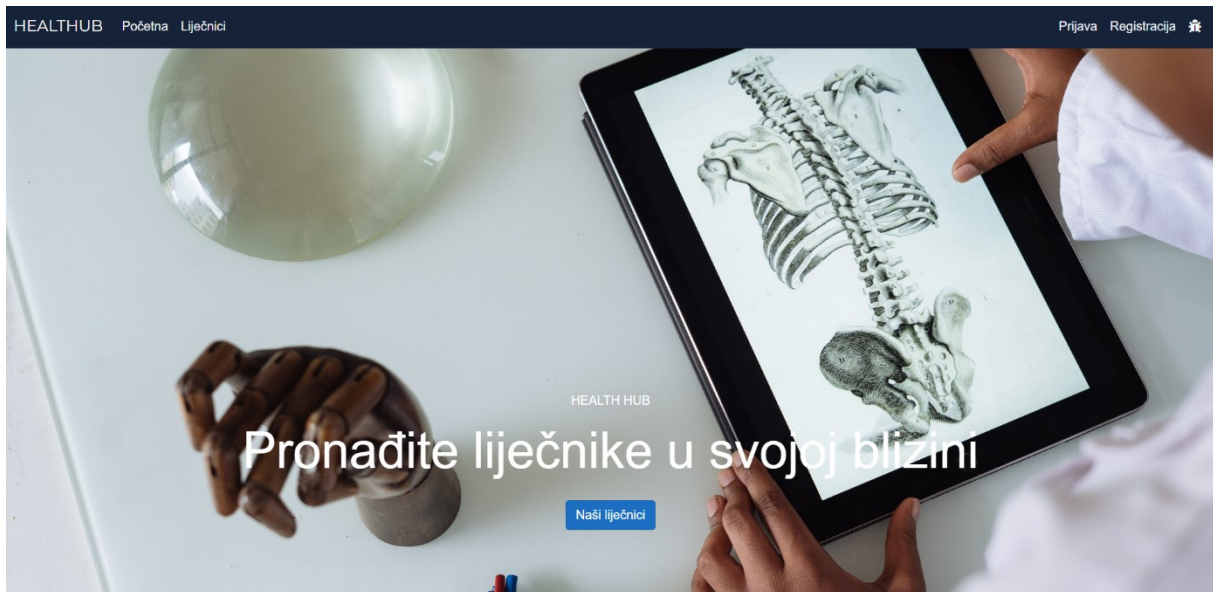 HEALTHUB Početna Liječnici Prijava Registracija
HEALTH HUB
Pronađite liječnike u svojoj blizini
Naši liječnici